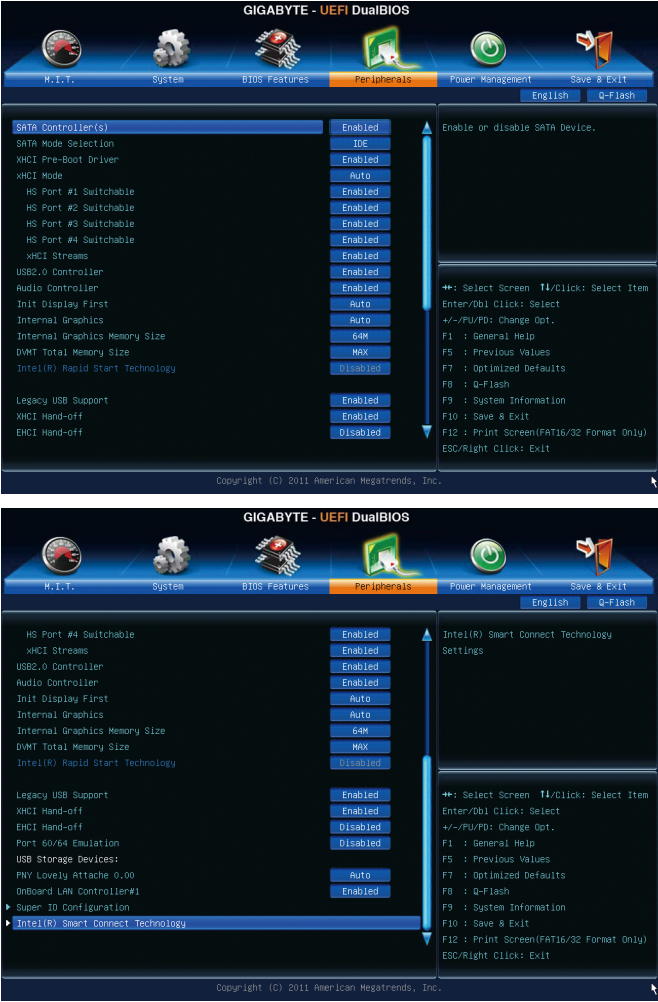 GIGABYTE - UEFI DualBIOS
M.I.T. System BIOS Features Peripherals Power Management Save & Exit
English Q-Flash
SATA Controller(s) Enabled
SATA Mode Selection IDE
XHCI Pre-Boot Driver Enabled
xHCI Mode Auto
HS Port #1 Switchable Enabled
HS Port #2 Switchable Enabled
HS Port #3 Switchable Enabled
HS Port #4 Switchable Enabled
xHCI Streams Enabled
USB2.0 Controller Enabled
Audio Controller Enabled
Init Display First Auto
Internal Graphics Auto
Internal Graphics Memory Size 64M
DVMT Total Memory Size MAX
Intel(R) Rapid Start Technology Disabled
Legacy USB Support Enabled
XHCI Hand-off Enabled
EHCI Hand-off Disabled
Enable or disable SATA Device.
→←: Select Screen ↑↓/Click: Select Item
Enter/Dbl Click: Select
+/-/PU/PD: Change Opt.
F1 : General Help
F5 : Previous Values
F7 : Optimized Defaults
F8 : Q-Flash
F9 : System Information
F10 : Save & Exit
F12 : Print Screen(FAT16/32 Format Only)
ESC/Right Click: Exit
Copyright (C) 2011 American Megatrends, Inc.
GIGABYTE - UEFI DualBIOS
M.I.T. System BIOS Features Peripherals Power Management Save & Exit
English Q-Flash
HS Port #4 Switchable Enabled
xHCI Streams Enabled
USB2.0 Controller Enabled
Audio Controller Enabled
Init Display First Auto
Internal Graphics Auto
Internal Graphics Memory Size 64M
DVMT Total Memory Size MAX
Intel(R) Rapid Start Technology Disabled
Legacy USB Support Enabled
XHCI Hand-off Enabled
EHCI Hand-off Disabled
Port 60/64 Emulation Disabled
USB Storage Devices:
PNY Lovely Attache 0.00 Auto
OnBoard LAN Controller#1 Enabled
Super IO Configuration
Intel(R) Smart Connect Technology
Intel(R) Smart Connect Technology
Settings
→←: Select Screen ↑↓/Click: Select Item
Enter/Dbl Click: Select
+/-/PU/PD: Change Opt.
F1 : General Help
F5 : Previous Values
F7 : Optimized Defaults
F8 : Q-Flash
F9 : System Information
F10 : Save & Exit
F12 : Print Screen(FAT16/32 Format Only)
ESC/Right Click: Exit
Copyright (C) 2011 American Megatrends, Inc.